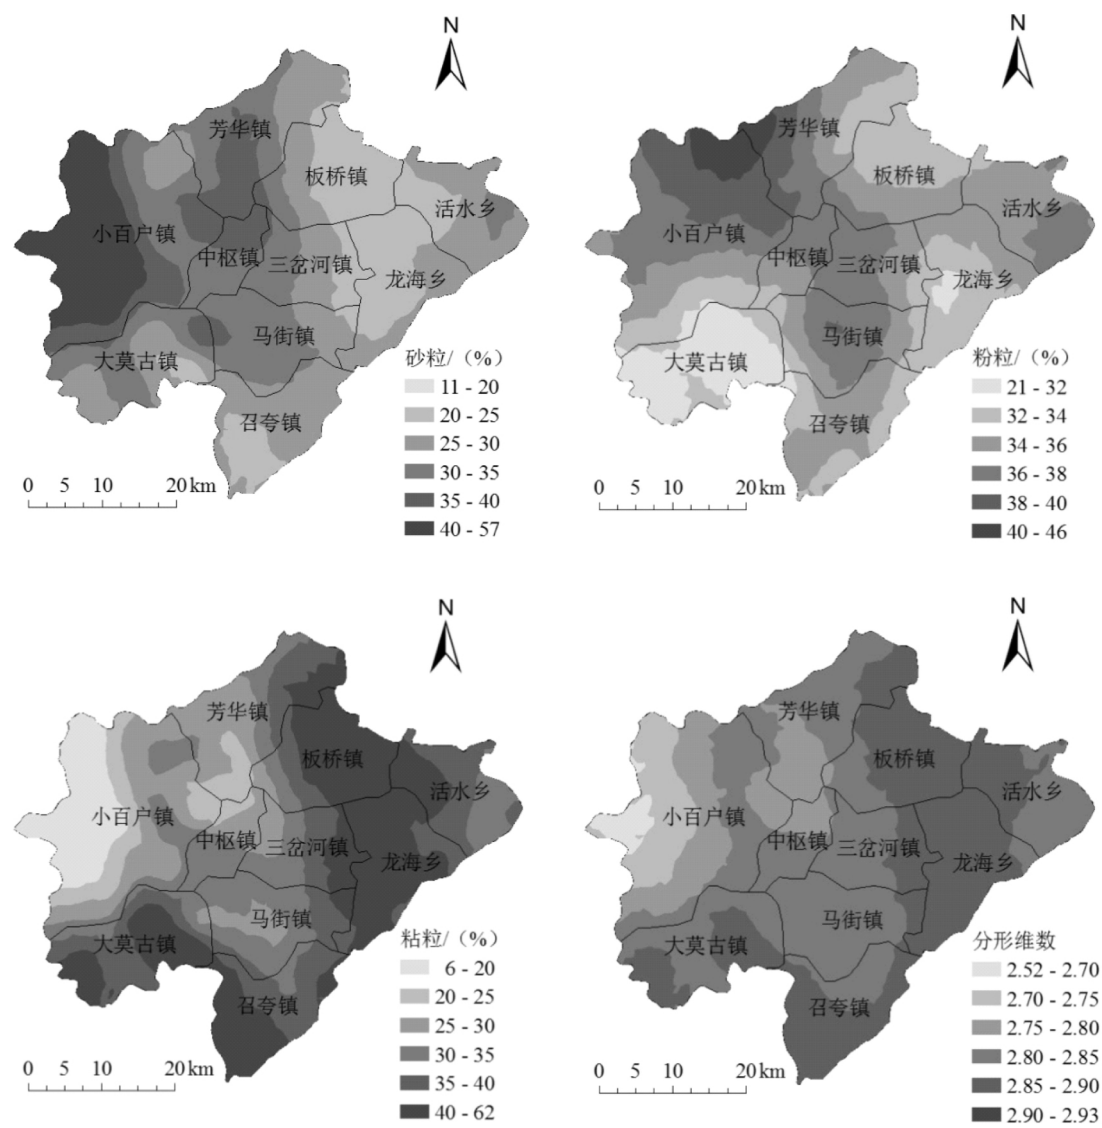 N
芳华镇
板桥镇
活水乡
小百户镇
中枢镇
三岔河镇
龙海乡
马街镇
大莫古镇
召夸镇
砂粒/（%）
11 - 20
20 - 25
25 - 30
30 - 35
35 - 40
40 - 57
0 5 10 20 km
N
芳华镇
板桥镇
活水乡
小百户镇
中枢镇
三岔河镇
龙海乡
马街镇
大莫古镇
召夸镇
粉粒/（%）
21 - 32
32 - 34
34 - 36
36 - 38
38 - 40
40 - 46
0 5 10 20 km
N
芳华镇
板桥镇
活水乡
小百户镇
中枢镇
三岔河镇
龙海乡
马街镇
大莫古镇
召夸镇
粘粒/（%）
6 - 20
20 - 25
25 - 30
30 - 35
35 - 40
40 - 62
0 5 10 20 km
N
芳华镇
板桥镇
活水乡
小百户镇
中枢镇
三岔河镇
龙海乡
马街镇
大莫古镇
召夸镇
分形维数
2.52 - 2.70
2.70 - 2.75
2.75 - 2.80
2.80 - 2.85
2.85 - 2.90
2.90 - 2.93
0 5 10 20 km